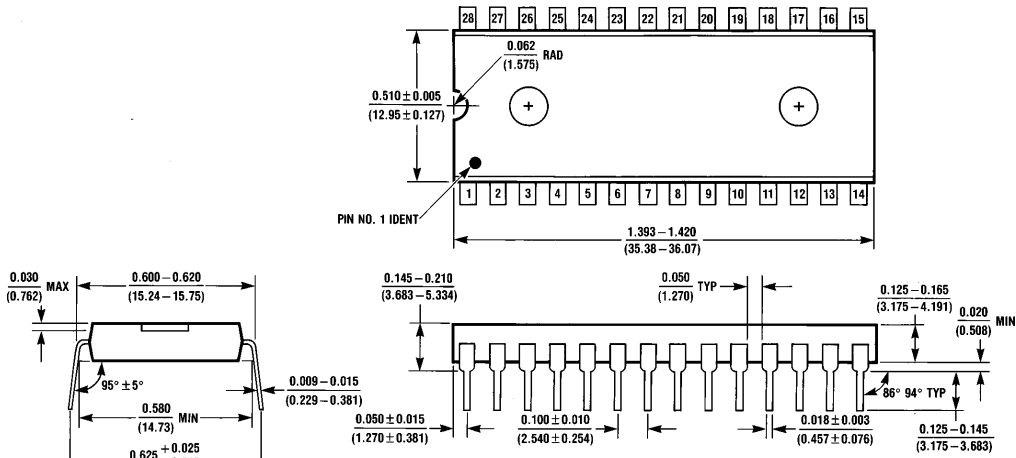 28 27 26 25 24 23 22 21 20 19 18 17 16 15
0.062
(1.575)
RAD
0.510 ± 0.005
(12.95 ± 0.127)
PIN NO. 1 IDENT
1 2 3 4 5 6 7 8 9 10 11 12 13 14
1.393 – 1.420
(35.38 – 36.07)
0.030
(0.762)
MAX
0.600 – 0.620
(15.24 – 15.75)
95° ± 5°
0.580
(14.73)
MIN
0.009 – 0.015
(0.229 – 0.381)
0.625
+ 0.025
0.145 – 0.210
(3.683 – 5.334)
0.050
(1.270)
TYP
0.125 – 0.165
(3.175 – 4.191)
0.020
(0.508)
MIN
86° 94° TYP
0.050 ± 0.015
(1.270 ± 0.381)
0.100 ± 0.010
(2.540 ± 0.254)
0.018 ± 0.003
(0.457 ± 0.076)
0.125 – 0.145
(3.175 – 3.683)